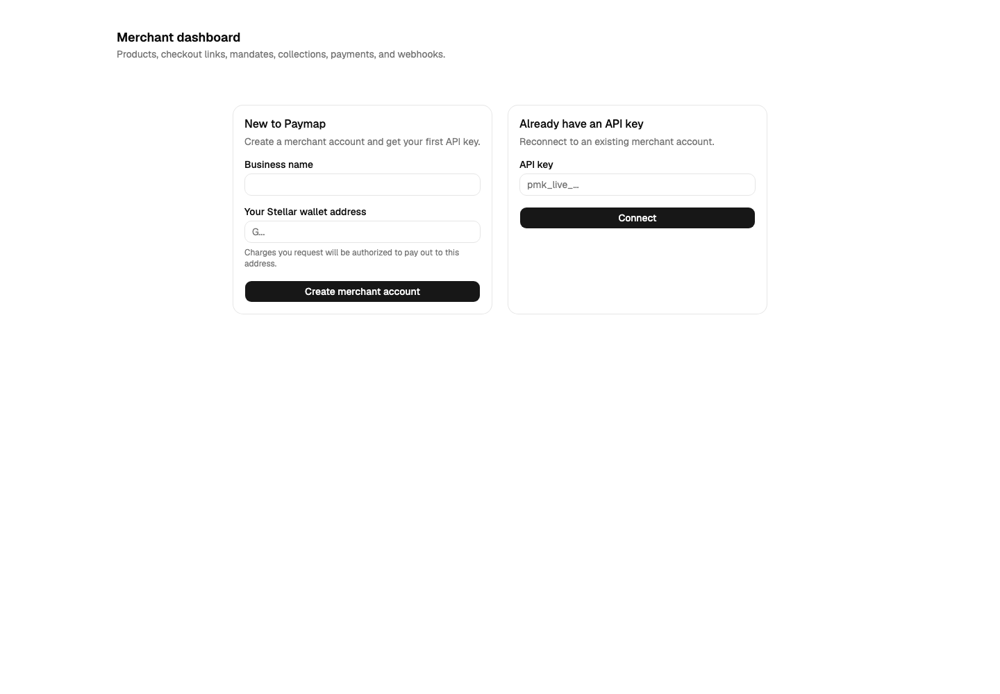 Merchant dashboard
Products, checkout links, mandates, collections, payments, and webhooks.
New to Paymap
Create a merchant account and get your first API key.
Business name
Your Stellar wallet address
G...
Charges you request will be authorized to pay out to this
address.
Create merchant account
Already have an API key
Reconnect to an existing merchant account.
API key
pmk_live_...
Connect